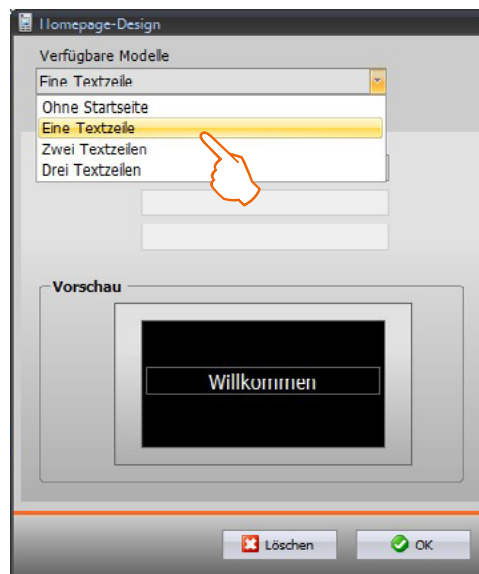 Homepage-Design
Verfügbare Modelle
Eine Textzeile
Ohne Startseite
Eine Textzeile
Zwei Textzeilen
Drei Textzeilen
Vorschau
Willkommen
Löschen
OK